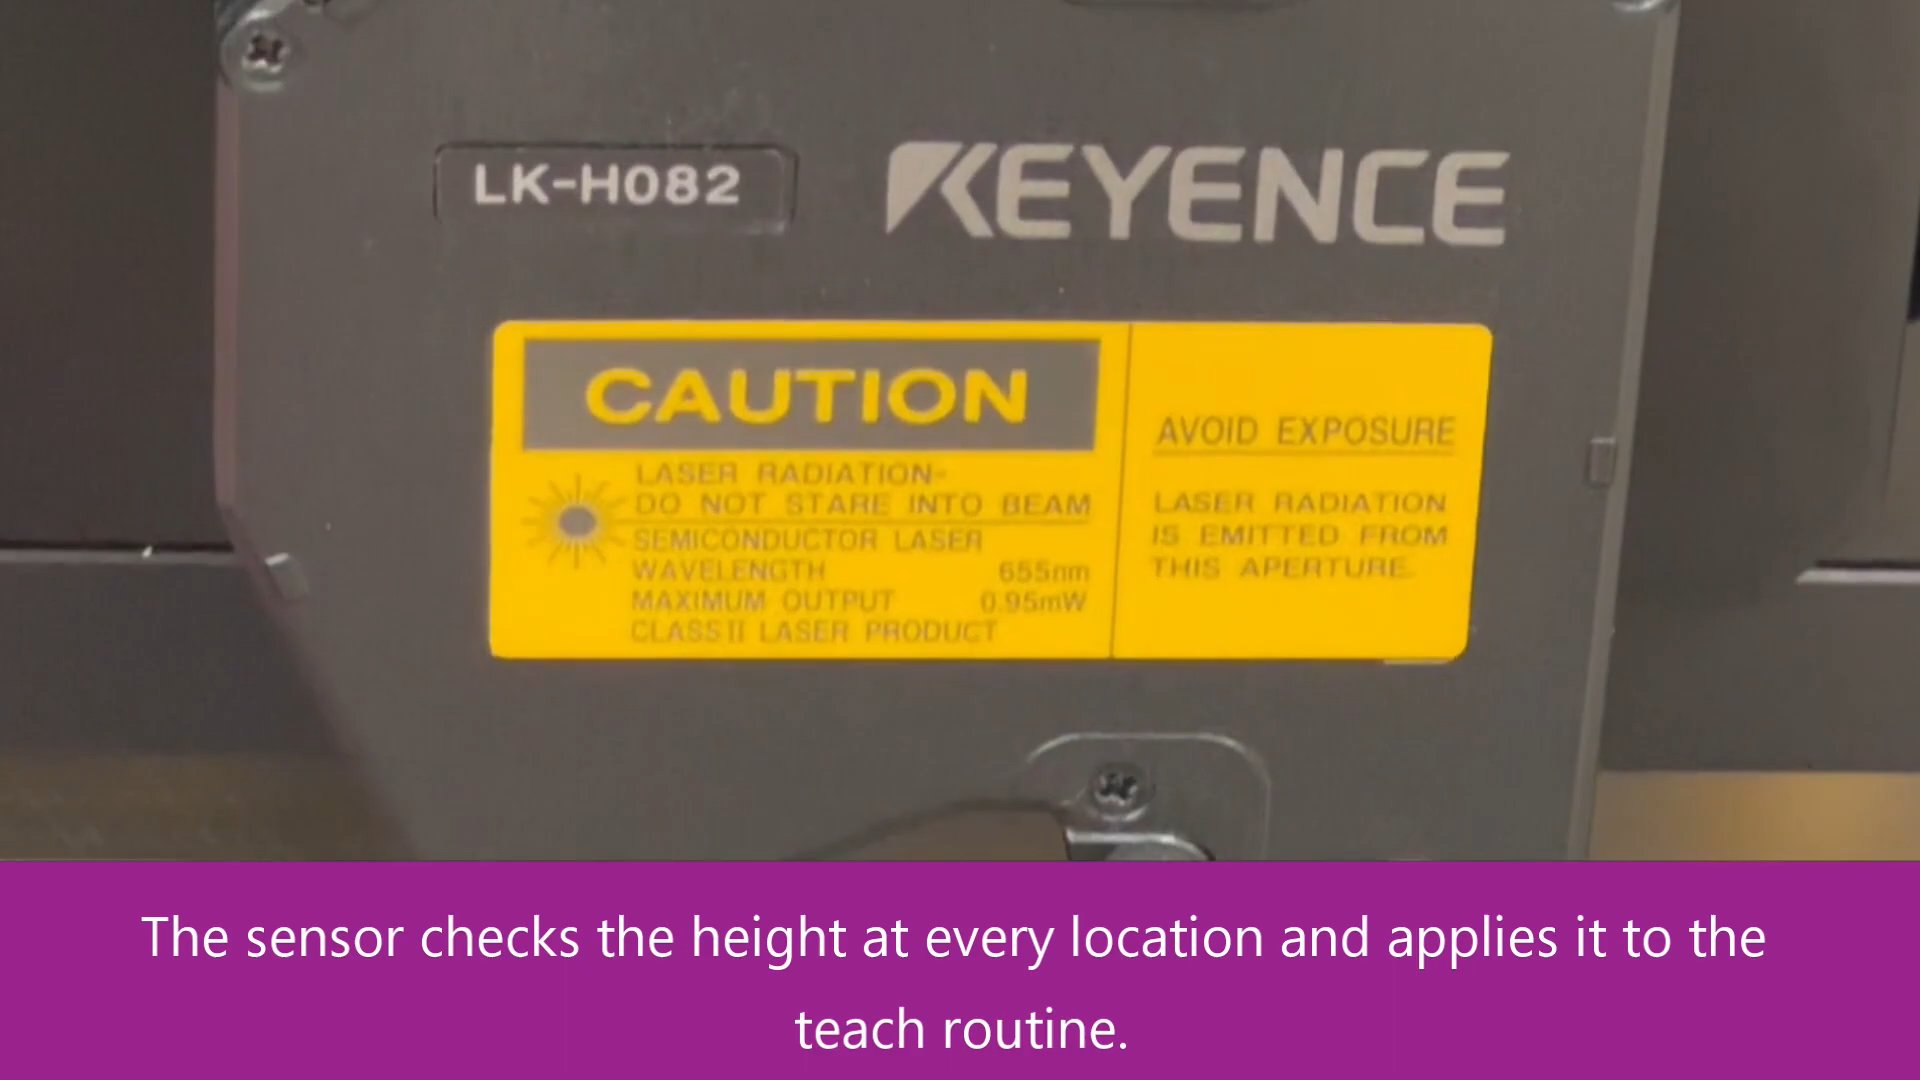 LK-H082 KEYENCE
CAUTION
LASER RADIATION-
DO NOT STARE INTO BEAM
SEMICONDUCTOR LASER
WAVELENGTH 655nm
MAXIMUM OUTPUT 0.95mW
CLASS II LASER PRODUCT
AVOID EXPOSURE
LASER RADIATION
IS EMITTED FROM
THIS APERTURE.
The sensor checks the height at every location and applies it to the
teach routine.